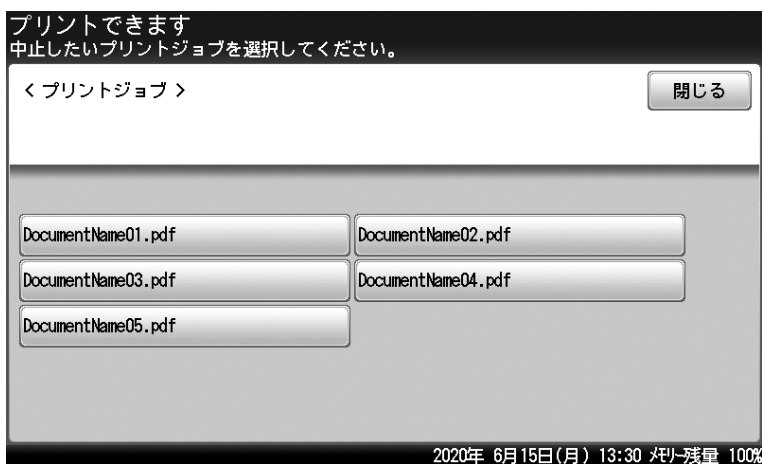 プリントできます
中止したいプリントジョブを選択してください。
< プリントジョブ >
閉じる
DocumentName01.pdf
DocumentName02.pdf
DocumentName03.pdf
DocumentName04.pdf
DocumentName05.pdf
2020年 6月15日(月) 13:30 ﾒﾓﾘｰ残量 100%